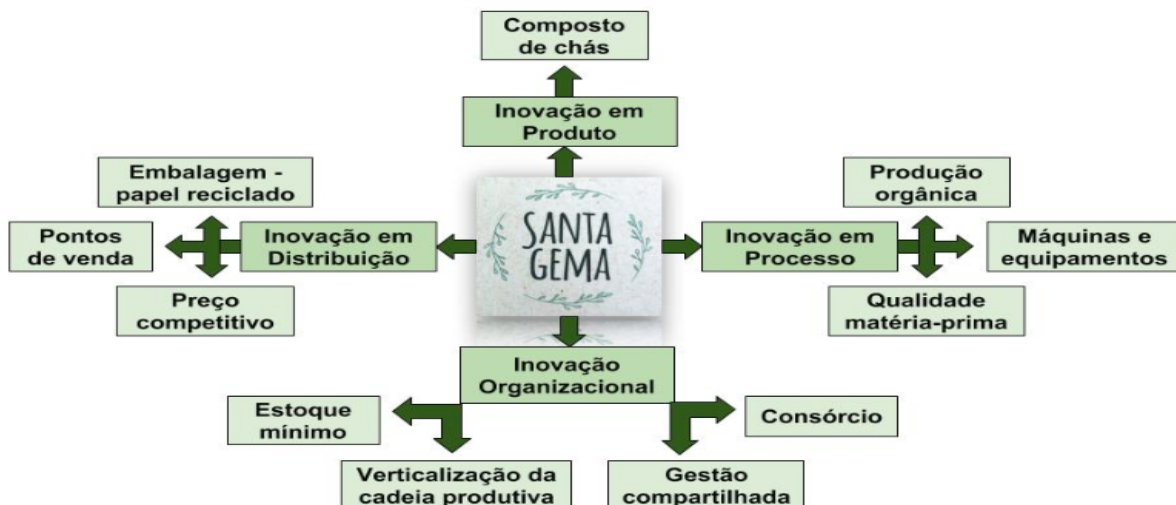 Composto
de chás
Inovação em
Produto
Embalagem -
papel reciclado
Produção
orgânica
Pontos
de venda
Inovação em
Distribuição
SANTA
GEMA
Inovação em
Processo
Máquinas e
equipamentos
Preço
competitivo
Qualidade
matéria-prima
Inovação
Organizacional
Estoque
mínimo
Consórcio
Verticalização da
cadeia produtiva
Gestão
compartilhada